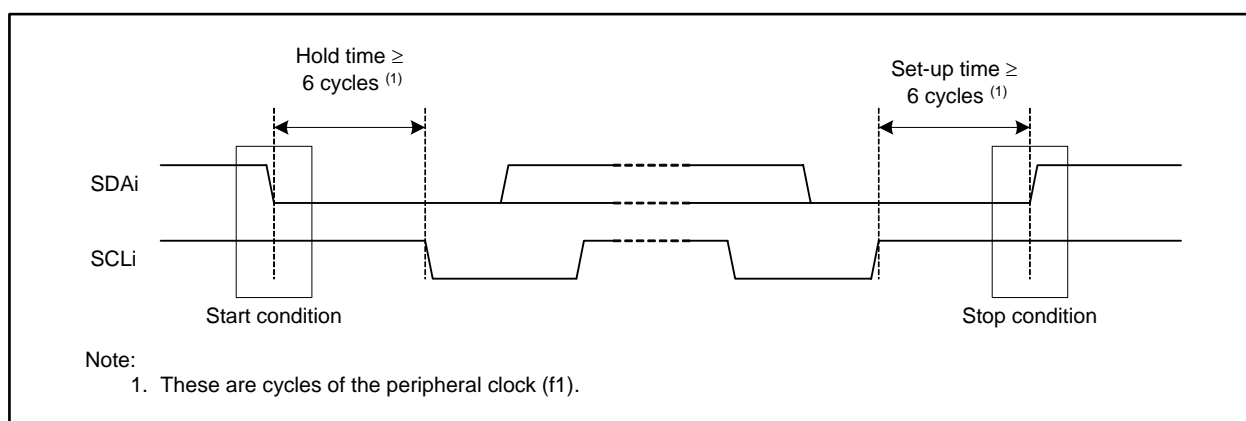 Hold time ≥
6 cycles (1)
Set-up time ≥
6 cycles (1)
SDAi
SCLi
Start condition
Stop condition
Note:
1. These are cycles of the peripheral clock (f1).